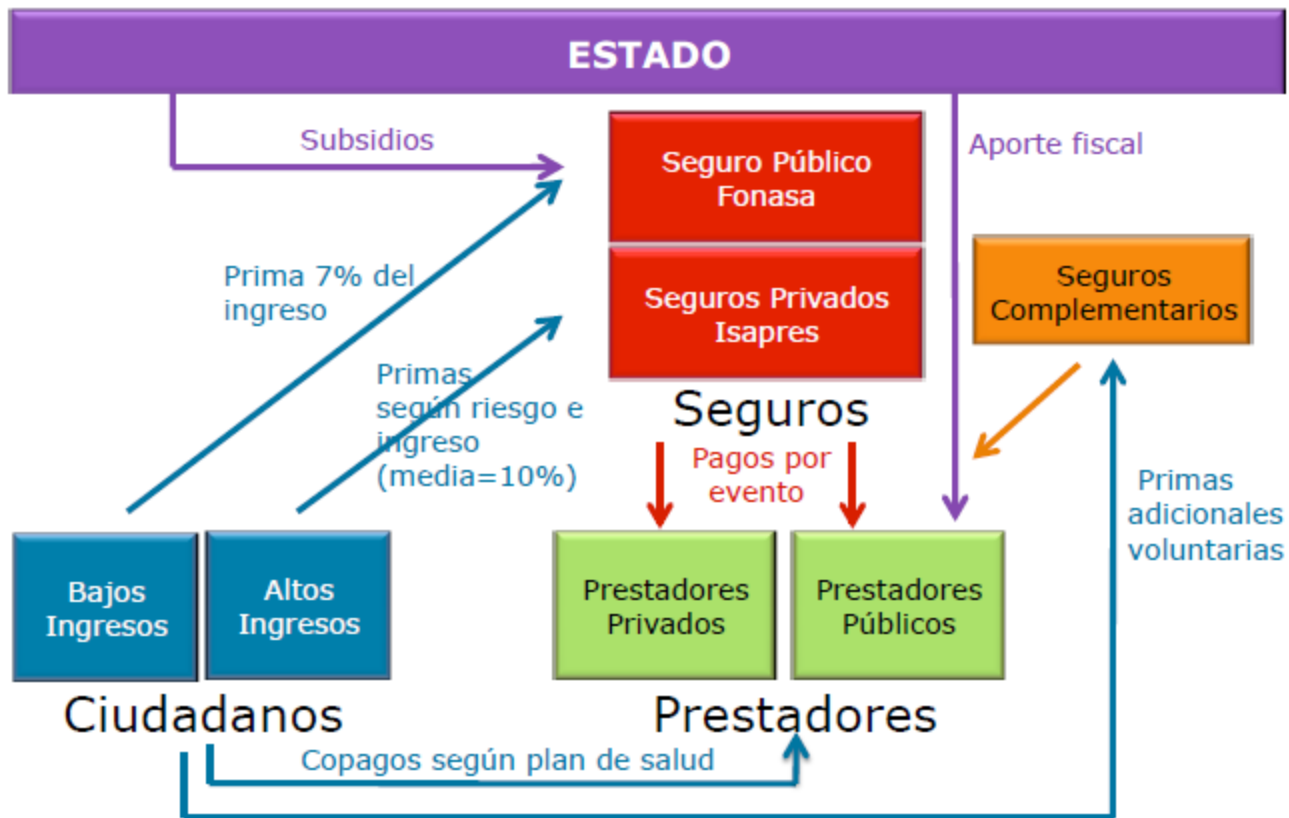 ESTADO
Subsidios
Aporte fiscal
Seguro Público
Fonasa
Prima 7% del
ingreso
Seguros Privados
Isapres
Seguros
Complementarios
Primas
según riesgo e
ingreso
(media=10%)
Seguros
Pagos por
evento
Primas
adicionales
voluntarias
Bajos
Ingresos
Altos
Ingresos
Prestadores
Privados
Prestadores
Públicos
Ciudadanos
Prestadores
Copagos según plan de salud